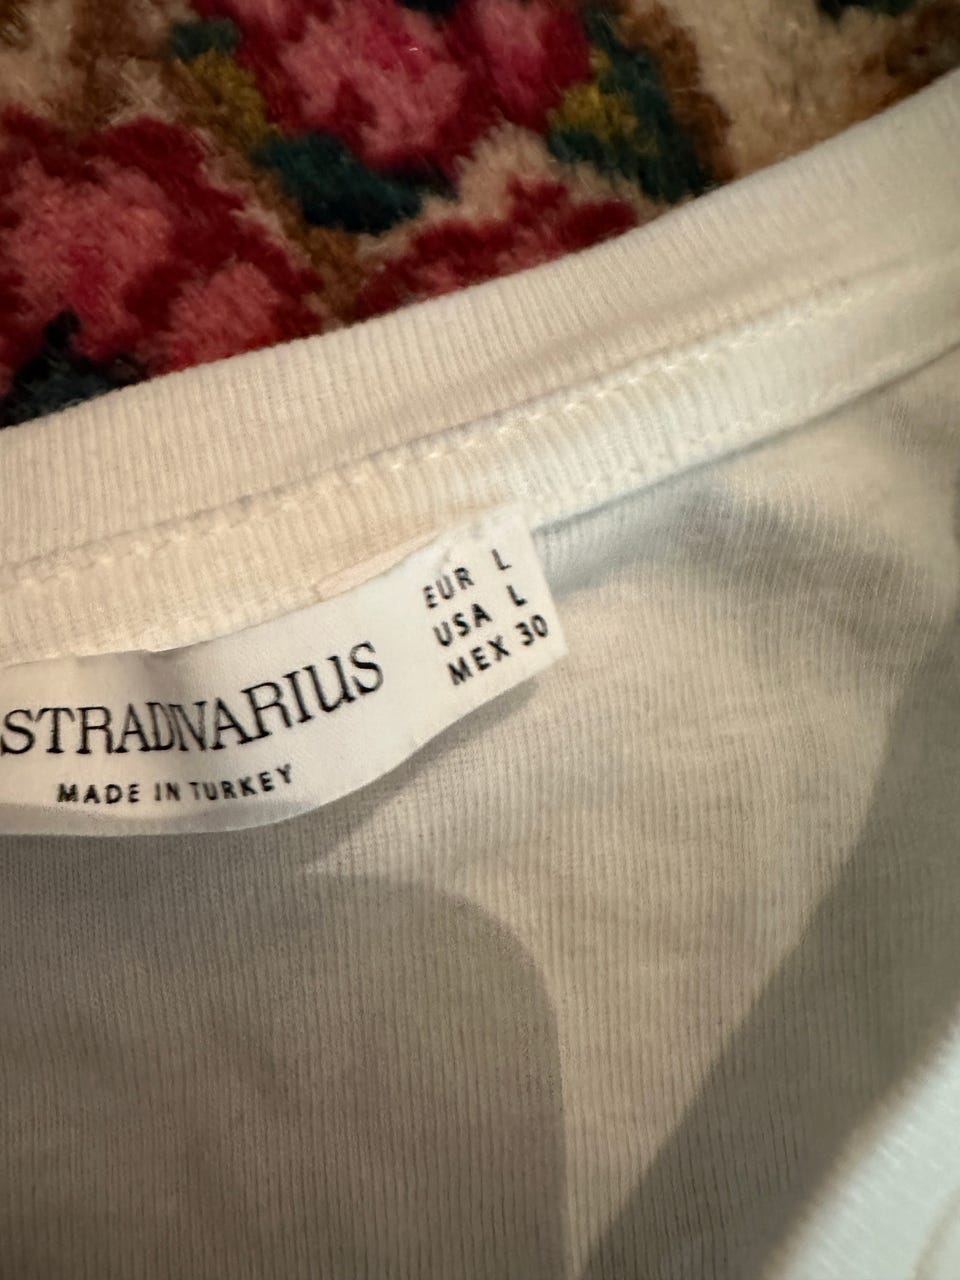 STRADIVARIUS
MADE IN TURKEY
EUR L
USA L
MEX 30